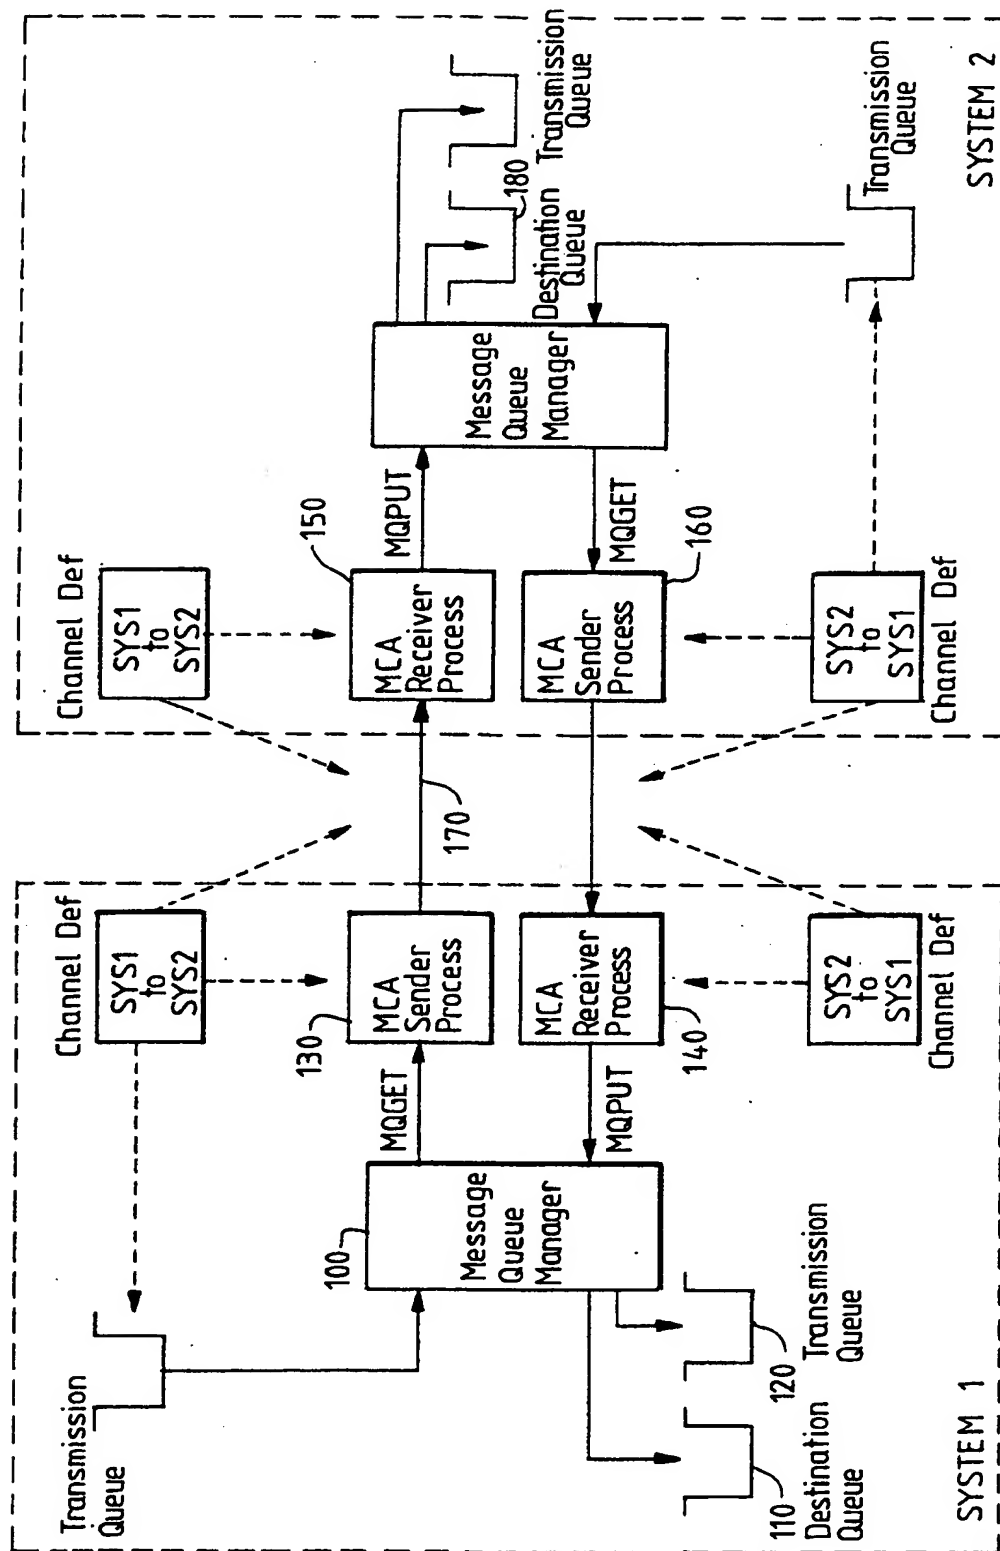 Transmission
Queue
Channel Def
SYS1
to
SYS2
100
Message
Queue
Manager
MQGET
130
MCA
Sender
Process
170
MQPUT
MCA
Receiver
Process
140
SYS2
to
SYS1
Channel Def
110
Destination
Queue
120
Transmission
Queue
SYSTEM 1
Channel Def
SYS1
to
SYS2
150
MCA
Receiver
Process
MQPUT
Message
Queue
Manager
MQGET
MCA
Sender
Process
160
SYS2
to
SYS1
Channel Def
Destination
Queue
180
Transmission
Queue
Transmission
Queue
SYSTEM 2